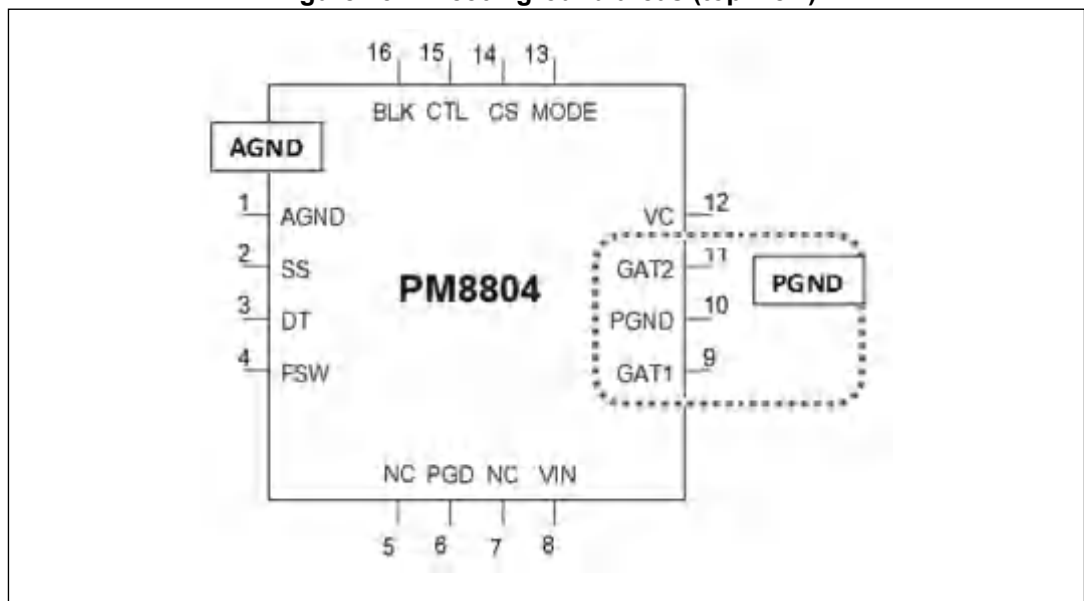 16 15 14 13
BLK CTL CS MODE
AGND
1 AGND
VC 12
2 SS
GAT2 11
PM8804
PGND
3 DT
PGND 10
4 FSW
GAT1 9
NC PGD NC VIN
5 6 7 8